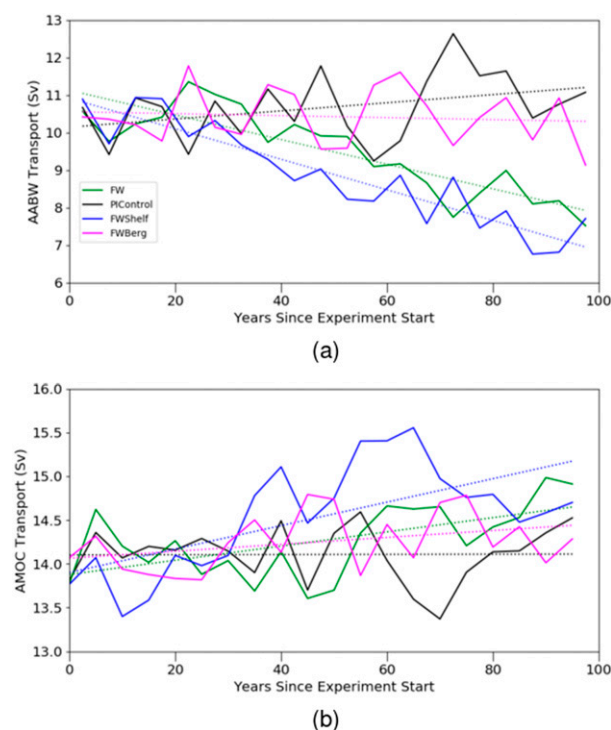 13
12
11
10
9
8
7
6
AABW Transport (Sv)
FW
PIControl
FWShelf
FWBerg
0 20 40 60 80 100
Years Since Experiment Start
(a)
16.0
15.5
15.0
14.5
14.0
13.5
13.0
AMOC Transport (Sv)
0 20 40 60 80 100
Years Since Experiment Start
(b)